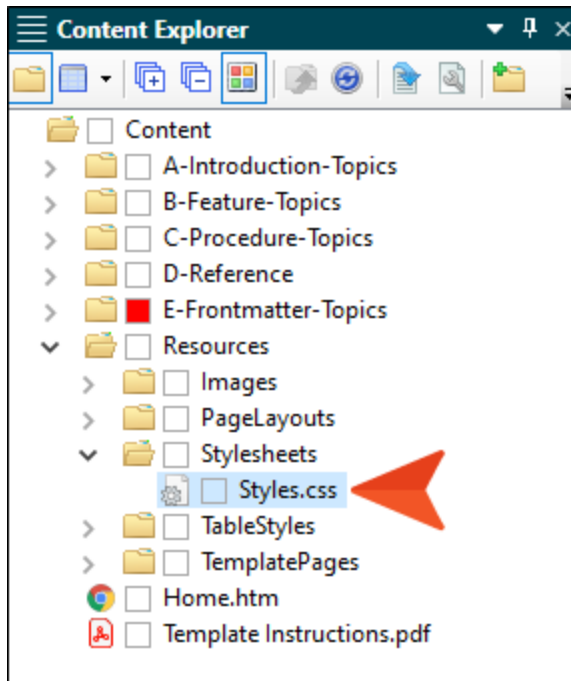 Content Explorer
Content
A-Introduction-Topics
B-Feature-Topics
C-Procedure-Topics
D-Reference
E-Frontmatter-Topics
Resources
Images
PageLayouts
Stylesheets
Styles.css
TableStyles
TemplatePages
Home.htm
Template Instructions.pdf